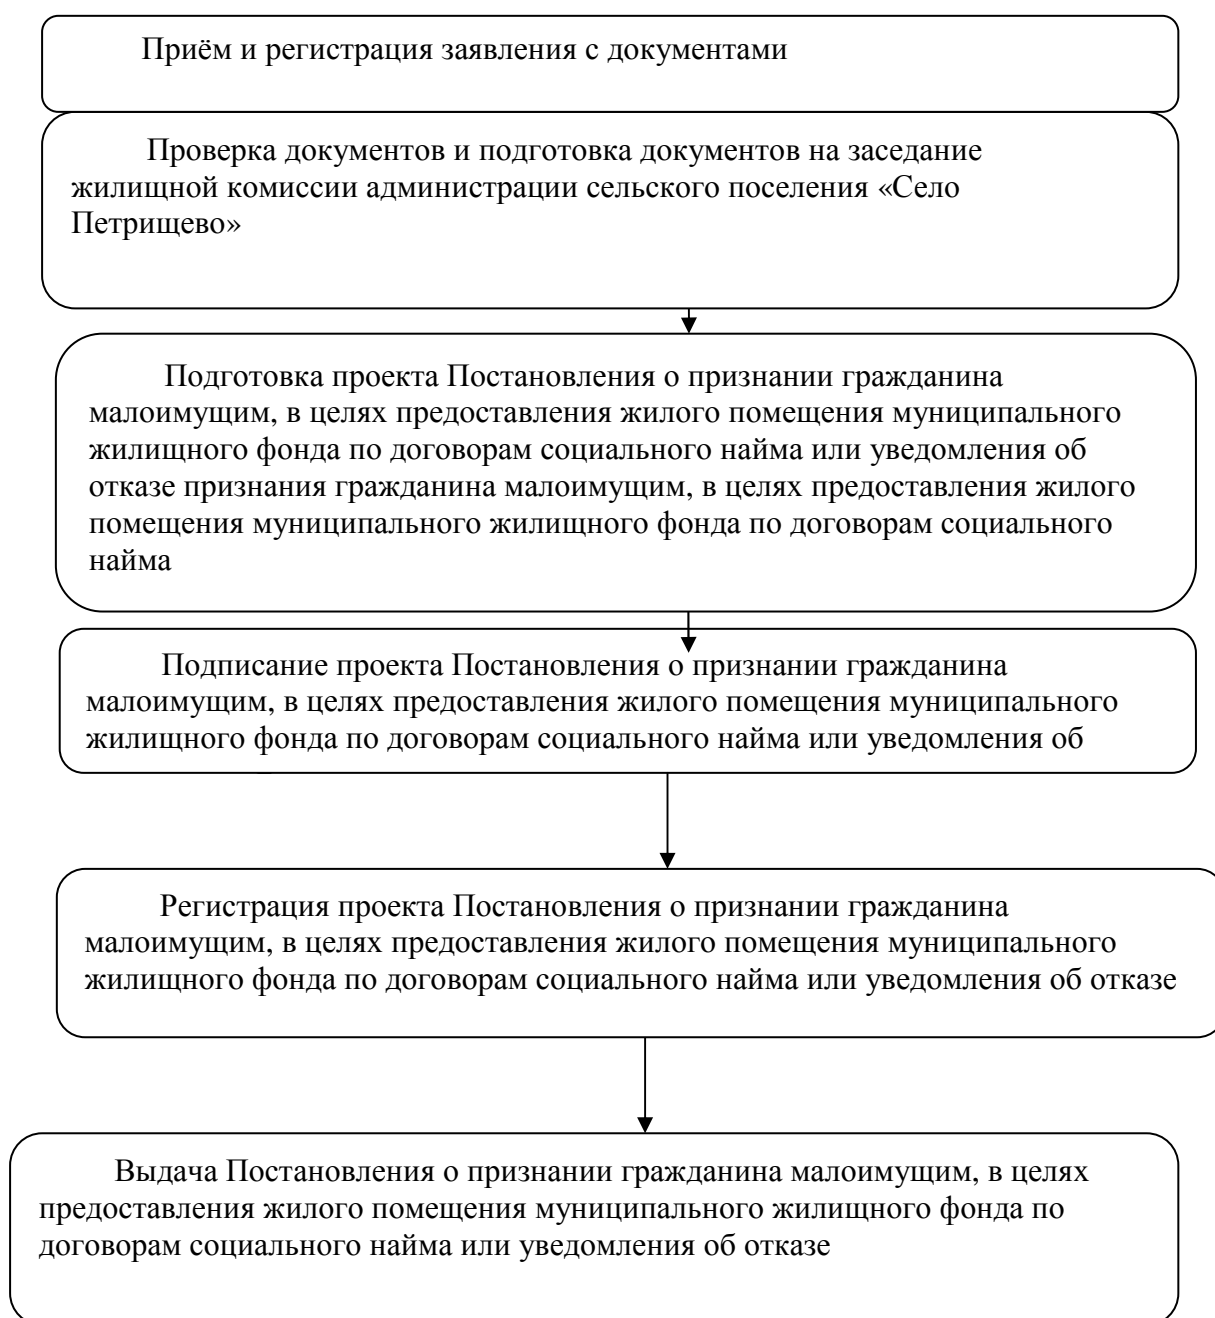 Приём и регистрация заявления с документами
Проверка документов и подготовка документов на заседание
жилищной комиссии администрации сельского поселения «Село
Петрищево»
Подготовка проекта Постановления о признании гражданина
малоимущим, в целях предоставления жилого помещения муниципального
жилищного фонда по договорам социального найма или уведомления об
отказе признания гражданина малоимущим, в целях предоставления жилого
помещения муниципального жилищного фонда по договорам социального
найма
Подписание проекта Постановления о признании гражданина
малоимущим, в целях предоставления жилого помещения муниципального
жилищного фонда по договорам социального найма или уведомления об
Регистрация проекта Постановления о признании гражданина
малоимущим, в целях предоставления жилого помещения муниципального
жилищного фонда по договорам социального найма или уведомления об отказе
Выдача Постановления о признании гражданина малоимущим, в целях
предоставления жилого помещения муниципального жилищного фонда по
договорам социального найма или уведомления об отказе